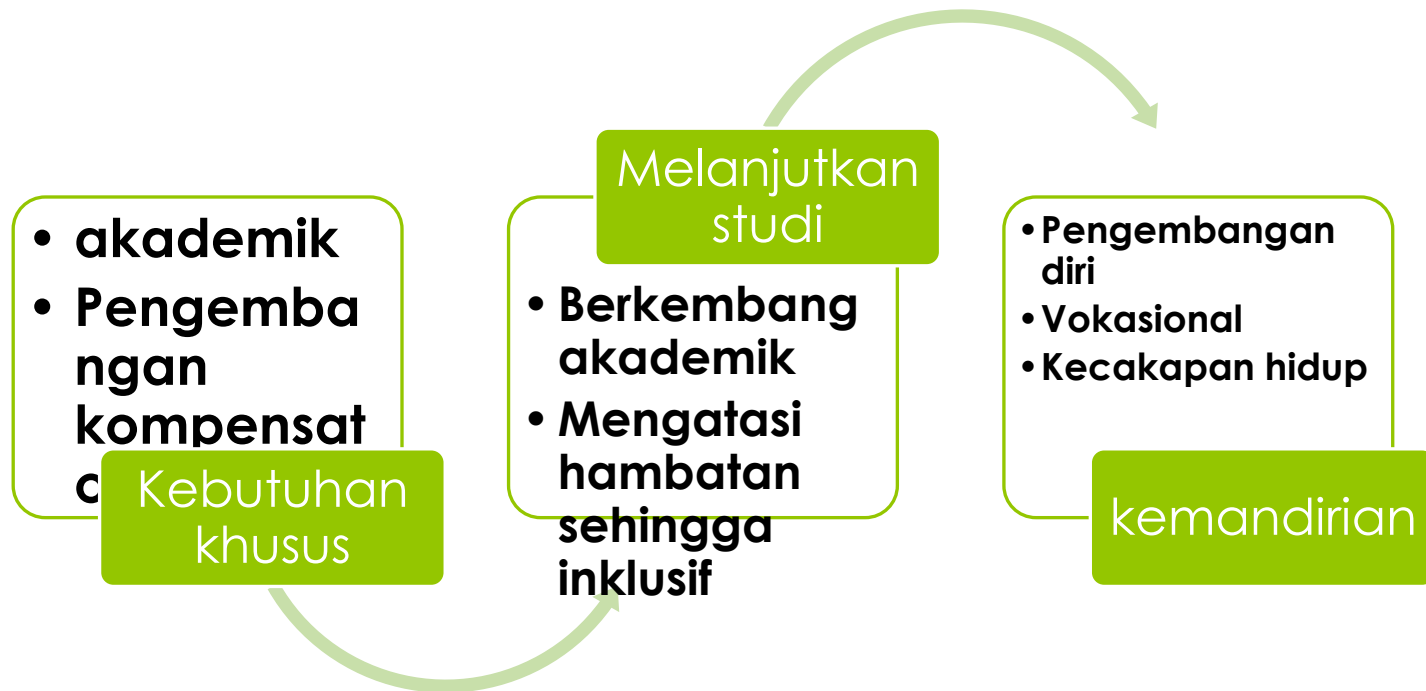 • akademik
• Pengemba
ngan
kompensat
Kebutuhan
khusus
Melanjutkan
studi
• Berkembang
akademik
• Mengatasi
hambatan
sehingga
inklusif
• Pengembangan
diri
• Vokasional
• Kecakapan hidup
kemandirian